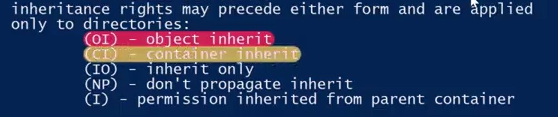 inheritance rights may precede either form and are applied
only to directories:
(OI) - object inherit
(CI) - container inherit
(IO) - inherit only
(NP) - don't propagate inherit
(I) - permission inherited from parent container